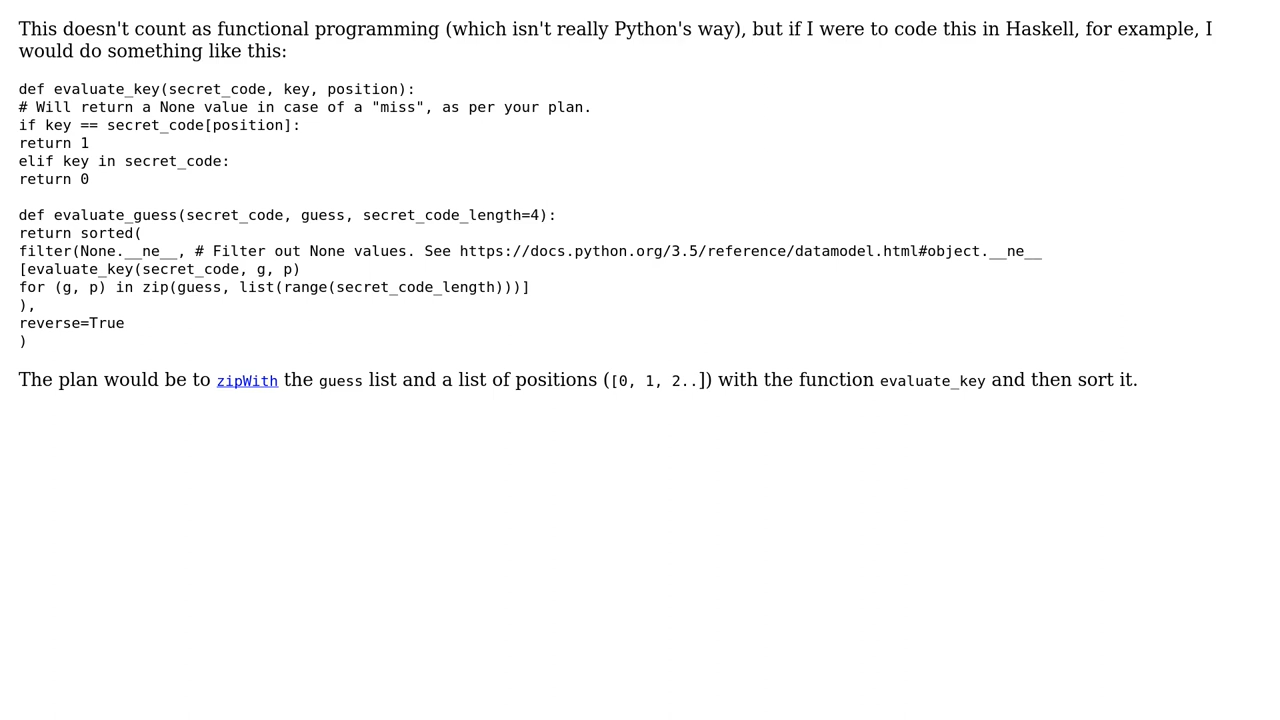 This doesn't count as functional programming (which isn't really Python's way), but if I were to code this in Haskell, for example, I
would do something like this:
def evaluate_key(secret_code, key, position):
# Will return a None value in case of a "miss", as per your plan.
if key == secret_code[position]:
return 1
elif key in secret_code:
return 0
def evaluate_guess(secret_code, guess, secret_code_length=4):
return sorted(
filter(None.__ne__, # Filter out None values. See https://docs.python.org/3.5/reference/datamodel.html#object.__ne__
[evaluate_key(secret_code, g, p)
for (g, p) in zip(guess, list(range(secret_code_length)))]
),
reverse=True
)
The plan would be to zipWith the guess list and a list of positions ([0, 1, 2..]) with the function evaluate_key and then sort it.